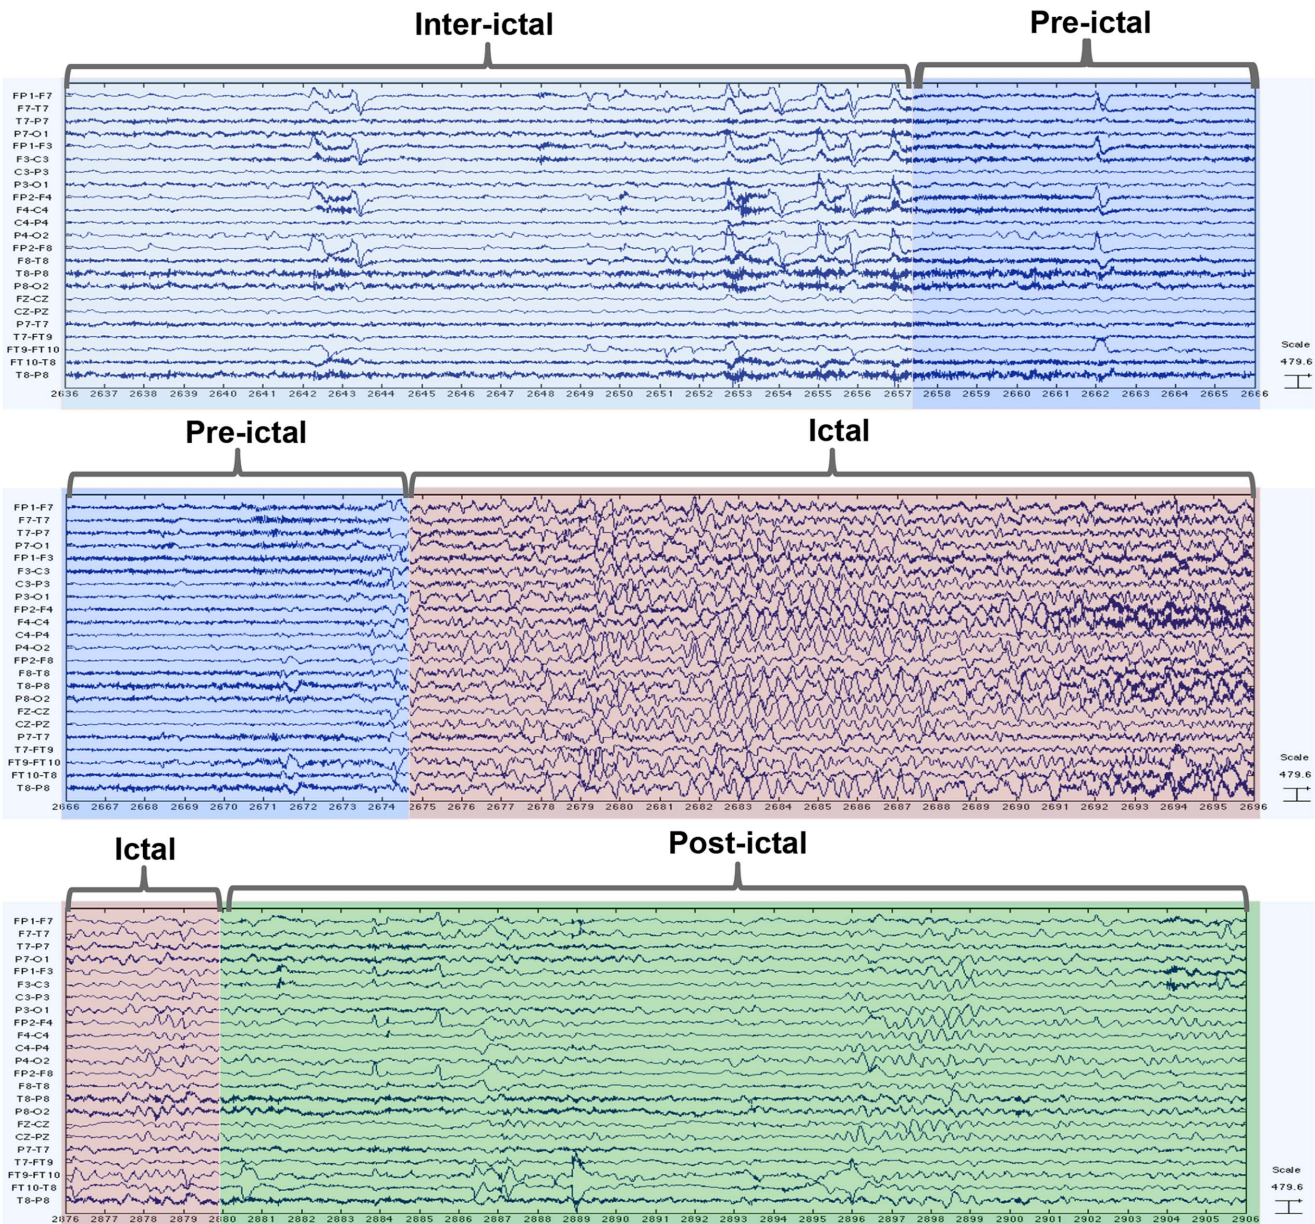 Inter-ictal
Pre-ictal
FP1-F7
F7-T7
T7-P7
P7-O1
FP1-F3
F3-C3
C3-P3
P3-O1
FP2-F4
F4-C4
C4-P4
P4-O2
FP2-F8
F8-T8
T8-P8
P8-O2
FZ-CZ
CZ-PZ
P7-T7
T7-FT9
FT9-FT10
FT10-T8
T8-P8
Scale
479.6
2636 2637 2638 2639 2640 2641 2642 2643 2644 2645 2646 2647 2648 2649 2650 2651 2652 2653 2654 2655 2656 2657 2658 2659 2660 2661 2662 2663 2664 2665 2666
Pre-ictal
Ictal
FP1-F7
F7-T7
T7-P7
P7-O1
FP1-F3
F3-C3
C3-P3
P3-O1
FP2-F4
F4-C4
C4-P4
P4-O2
FP2-F8
F8-T8
T8-P8
P8-O2
FZ-CZ
CZ-PZ
P7-T7
T7-FT9
FT9-FT10
FT10-T8
T8-P8
Scale
479.6
2666 2667 2668 2669 2670 2671 2672 2673 2674 2675 2676 2677 2678 2679 2680 2681 2682 2683 2684 2685 2686 2687 2688 2689 2690 2691 2692 2693 2694 2695 2696
Ictal
Post-ictal
FP1-F7
F7-T7
T7-P7
P7-O1
FP1-F3
F3-C3
C3-P3
P3-O1
FP2-F4
F4-C4
C4-P4
P4-O2
FP2-F8
F8-T8
T8-P8
P8-O2
FZ-CZ
CZ-PZ
P7-T7
T7-FT9
FT9-FT10
FT10-T8
T8-P8
Scale
479.6
2876 2877 2878 2879 2880 2881 2882 2883 2884 2885 2886 2887 2888 2889 2890 2891 2892 2893 2894 2895 2896 2897 2898 2899 2900 2901 2902 2903 2904 2905 2906